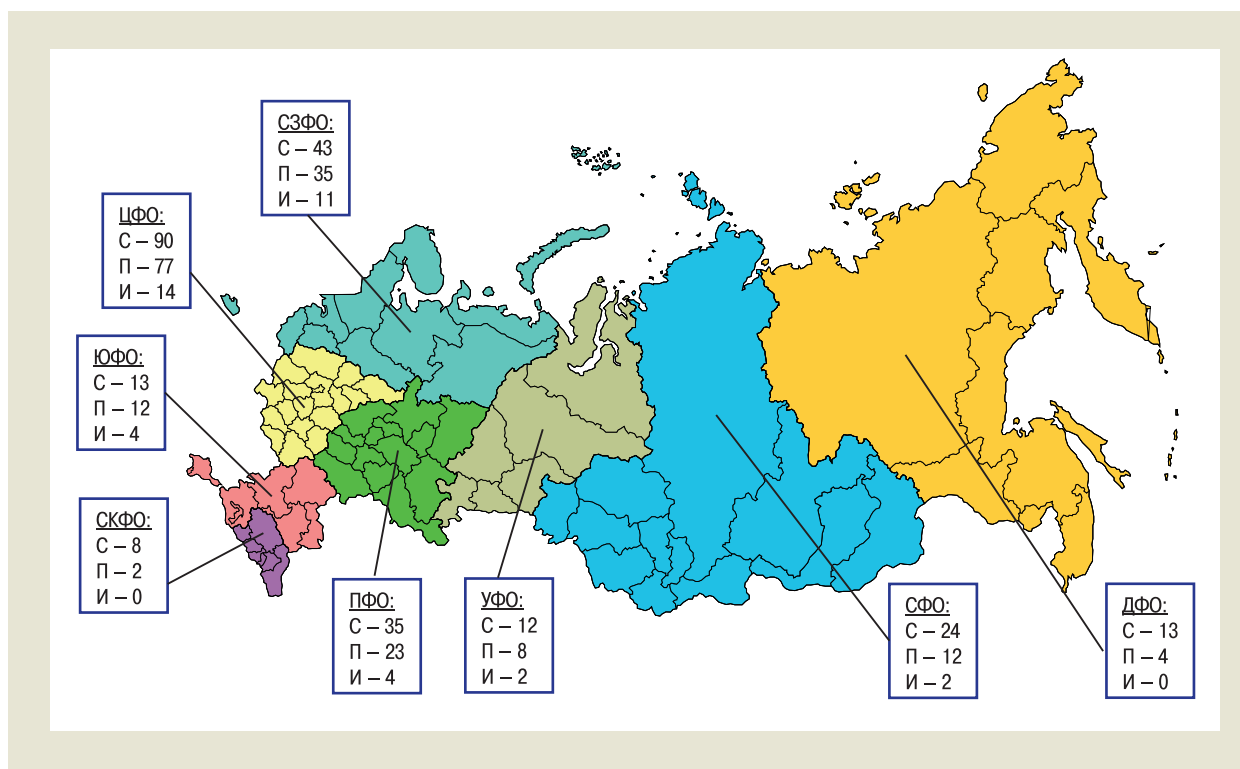 СЗФО:
С – 43
П – 35
И – 11
ЦФО:
С – 90
П – 77
И – 14
ЮФО:
С – 13
П – 12
И – 4
СКФО:
С – 8
П – 2
И – 0
ПФО:
С – 35
П – 23
И – 4
УФО:
С – 12
П – 8
И – 2
СФО:
С – 24
П – 12
И – 2
ДФО:
С – 13
П – 4
И – 0